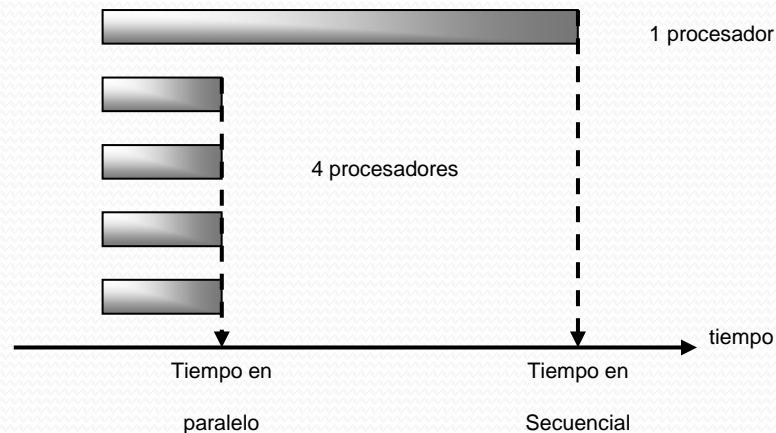 1 procesador
4 procesadores
tiempo
Tiempo en
paralelo
Tiempo en
Secuencial